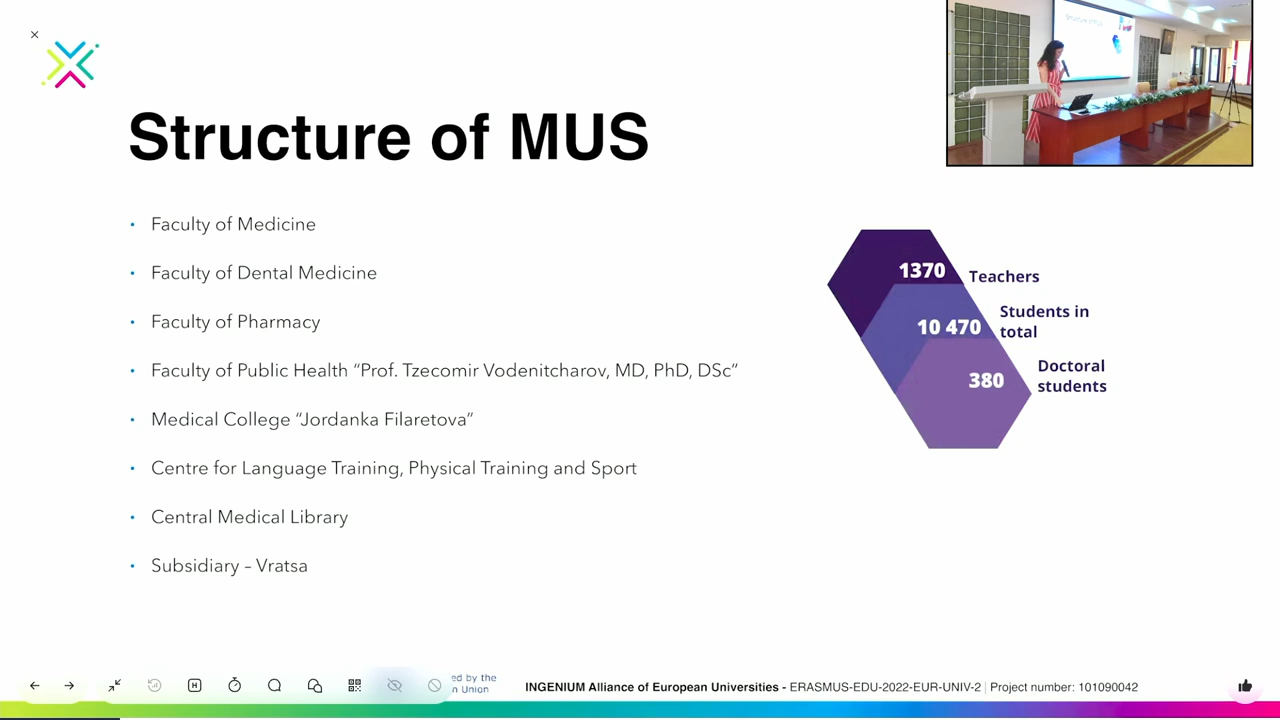 Structure of MUS
• Faculty of Medicine
• Faculty of Dental Medicine
• Faculty of Pharmacy
• Faculty of Public Health “Prof. Tzecomir Vodenitcharov, MD, PhD, DSc”
• Medical College “Jordanka Filaretova”
• Centre for Language Training, Physical Training and Sport
• Central Medical Library
• Subsidiary – Vratsa
1370 Teachers
10 470 Students in
total
380 Doctoral
students
H
ed by the
n Union
INGENIUM Alliance of European Universities - ERASMUS-EDU-2022-EUR-UNIV-2 | Project number: 101090042
Structure of MUS